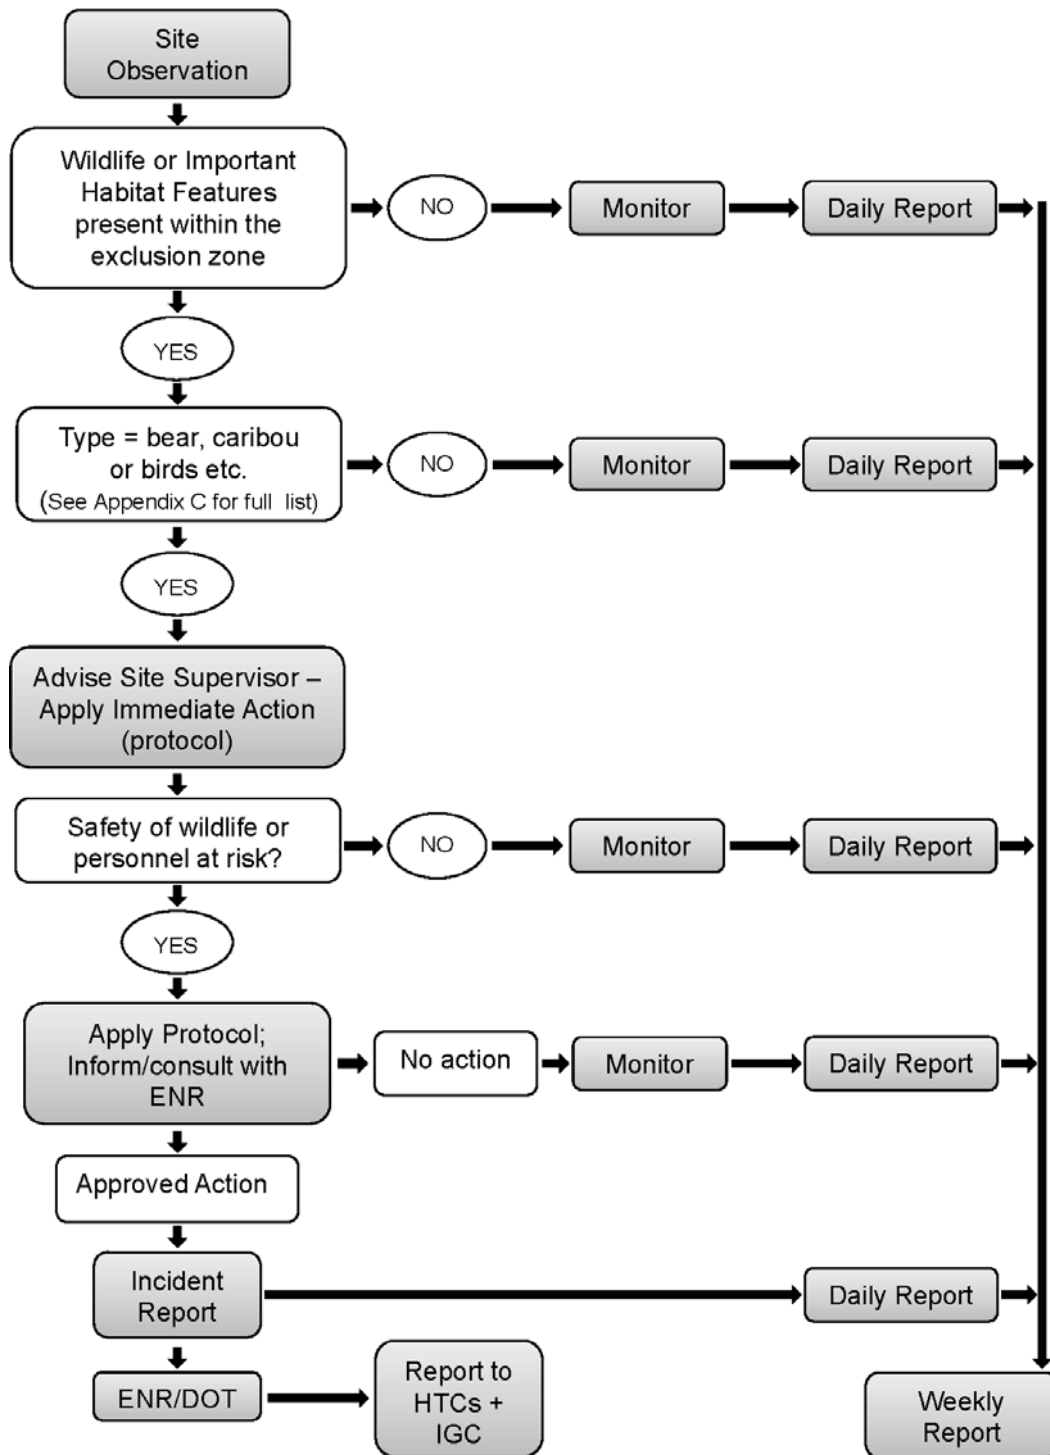 Site
Observation
Wildlife or Important
Habitat Features
present within the
exclusion zone
NO
Monitor
Daily Report
YES
Type = bear, caribou
or birds etc.
(See Appendix C for full list)
NO
Monitor
Daily Report
YES
Advise Site Supervisor –
Apply Immediate Action
(protocol)
Safety of wildlife or
personnel at risk?
NO
Monitor
Daily Report
YES
Apply Protocol;
Inform/consult with
ENR
No action
Monitor
Daily Report
Approved Action
Incident
Report
Daily Report
ENR/DOT
Report to
HTCs +
IGC
Weekly
Report